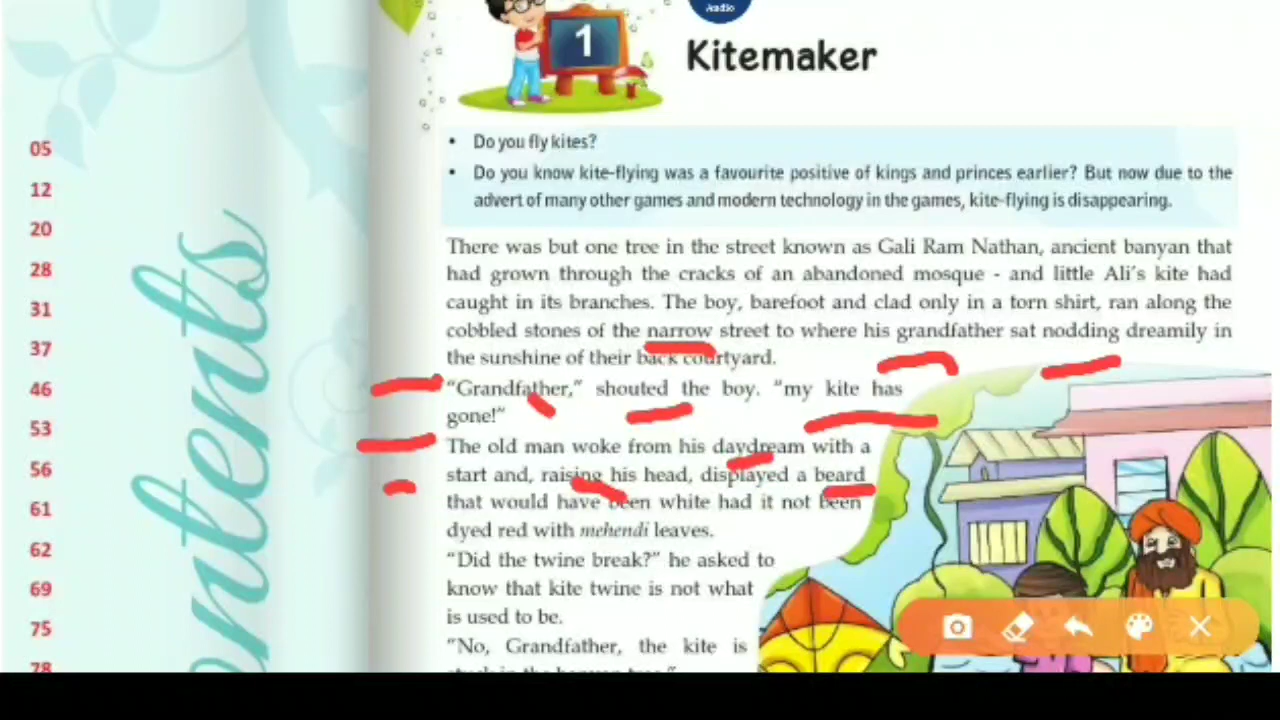 Audio
1
Kitemaker
• Do you fly kites?
• Do you know kite-flying was a favourite positive of kings and princes earlier? But now due to the
advert of many other games and modern technology in the games, kite-flying is disappearing.
There was but one tree in the street known as Gali Ram Nathan, ancient banyan that
had grown through the cracks of an abandoned mosque - and little Ali's kite had
caught in its branches. The boy, barefoot and clad only in a torn shirt, ran along the
cobbled stones of the narrow street to where his grandfather sat nodding dreamily in
the sunshine of their back courtyard.
"Grandfather," shouted the boy. "my kite has
gone!"
The old man woke from his daydream with a
start and, raising his head, displayed a beard
that would have been white had it not been
dyed red with mehendi leaves.
"Did the twine break?" he asked to
know that kite twine is not what
is used to be.
"No, Grandfather, the kite is
stuck in the banyan tree."
05
12
20
28
31
37
46
53
56
61
62
69
75
78
ontents